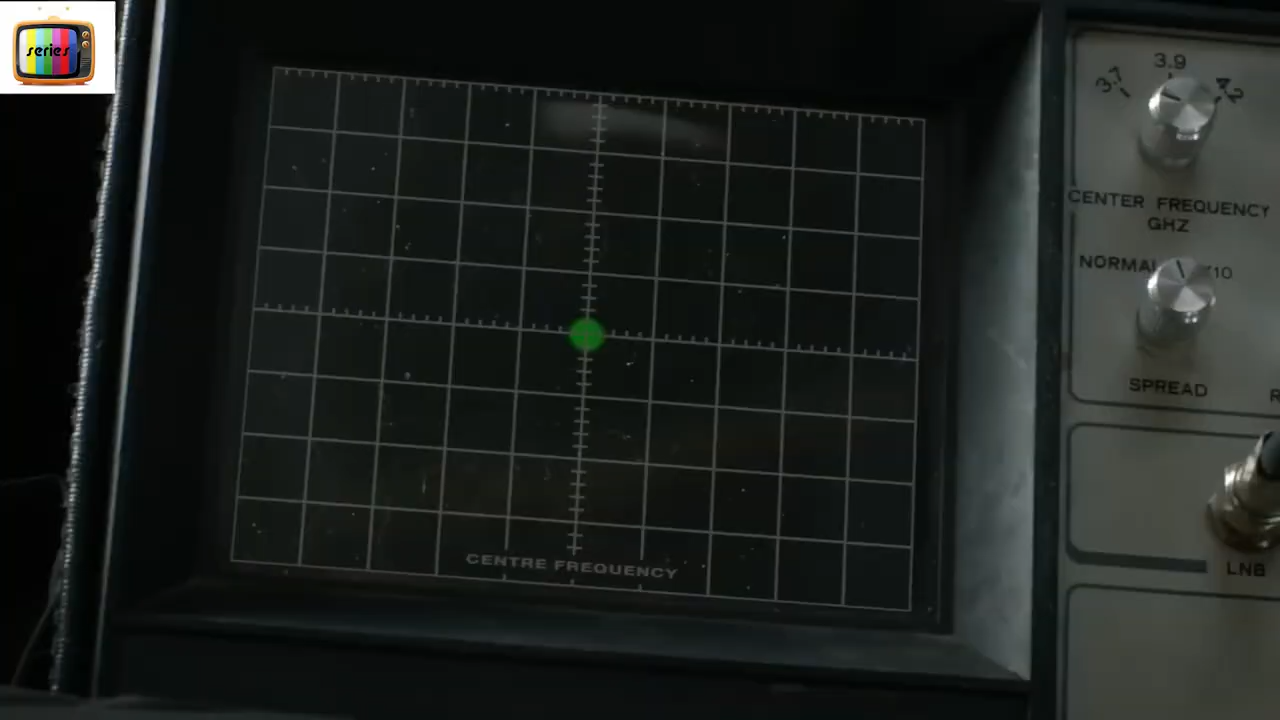 series
3.7
3.9
4.2
CENTER FREQUENCY
GHZ
NORMAL
X10
SPREAD
LNB
CENTRE FREQUENCY